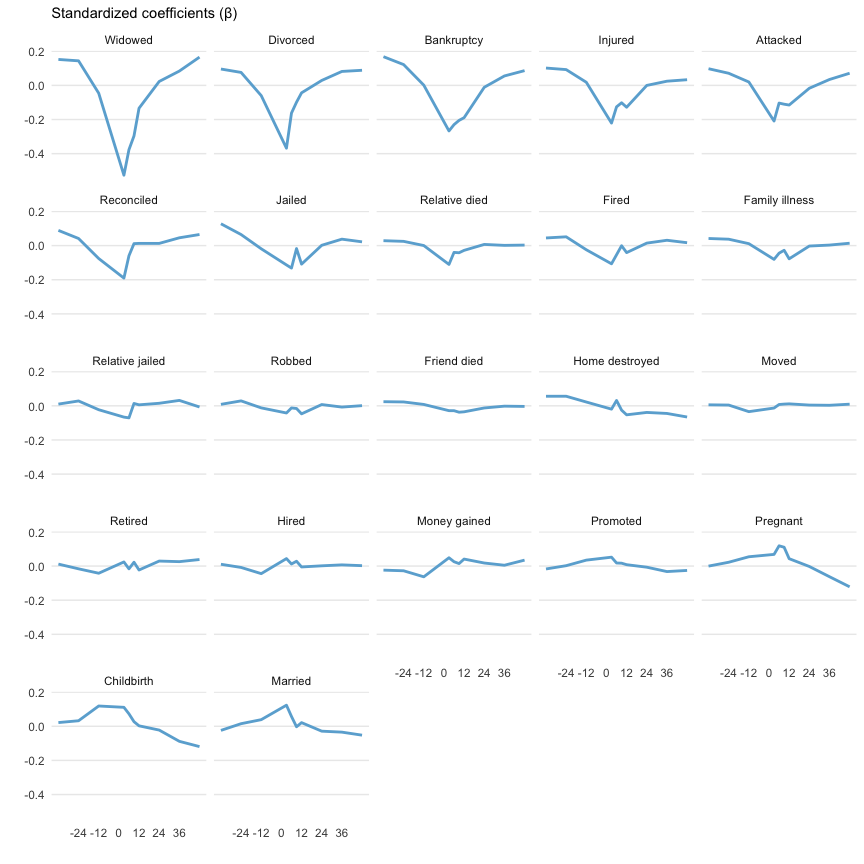 Standardized coefficients (β)
Widowed Divorced Bankruptcy Injured Attacked
0.2
0.0
-0.2
-0.4
Reconciled Jailed Relative died Fired Family illness
0.2
0.0
-0.2
-0.4
Relative jailed Robbed Friend died Home destroyed Moved
0.2
0.0
-0.2
-0.4
Retired Hired Money gained Promoted Pregnant
0.2
0.0
-0.2
-0.4
-24 -12 0 12 24 36 -24 -12 0 12 24 36 -24 -12 0 12 24 36
Childbirth Married
0.2
0.0
-0.2
-0.4
-24 -12 0 12 24 36 -24 -12 0 12 24 36